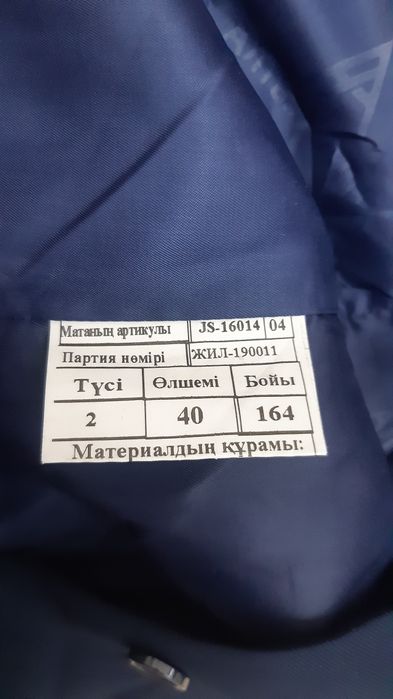 Матаның артикулы JS-16014 04
Партия нөмірі ЖИЛ-190011
Түсі Өлшемі Бойы
2 40 164
Материалдың құрамы: